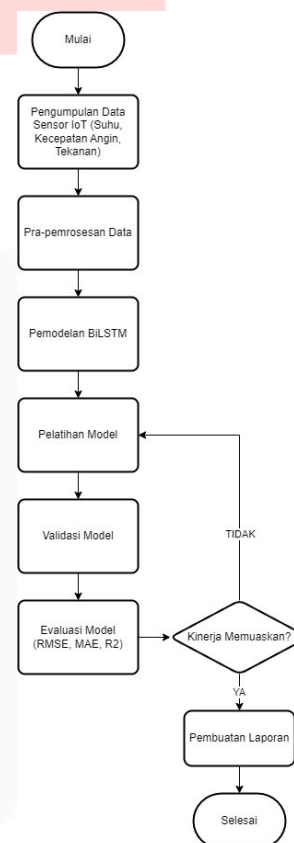 Mulai
Pengumpulan Data
Sensor IoT (Suhu,
Kecepatan Angin,
Tekanan)
Pra-pemrosesan Data
Pemodelan BiLSTM
Pelatihan Model
Validasi Model
TIDAK
Evaluasi Model
(RMSE, MAE, R2)
Kinerja Memuaskan?
YA
Pembuatan Laporan
Selesai